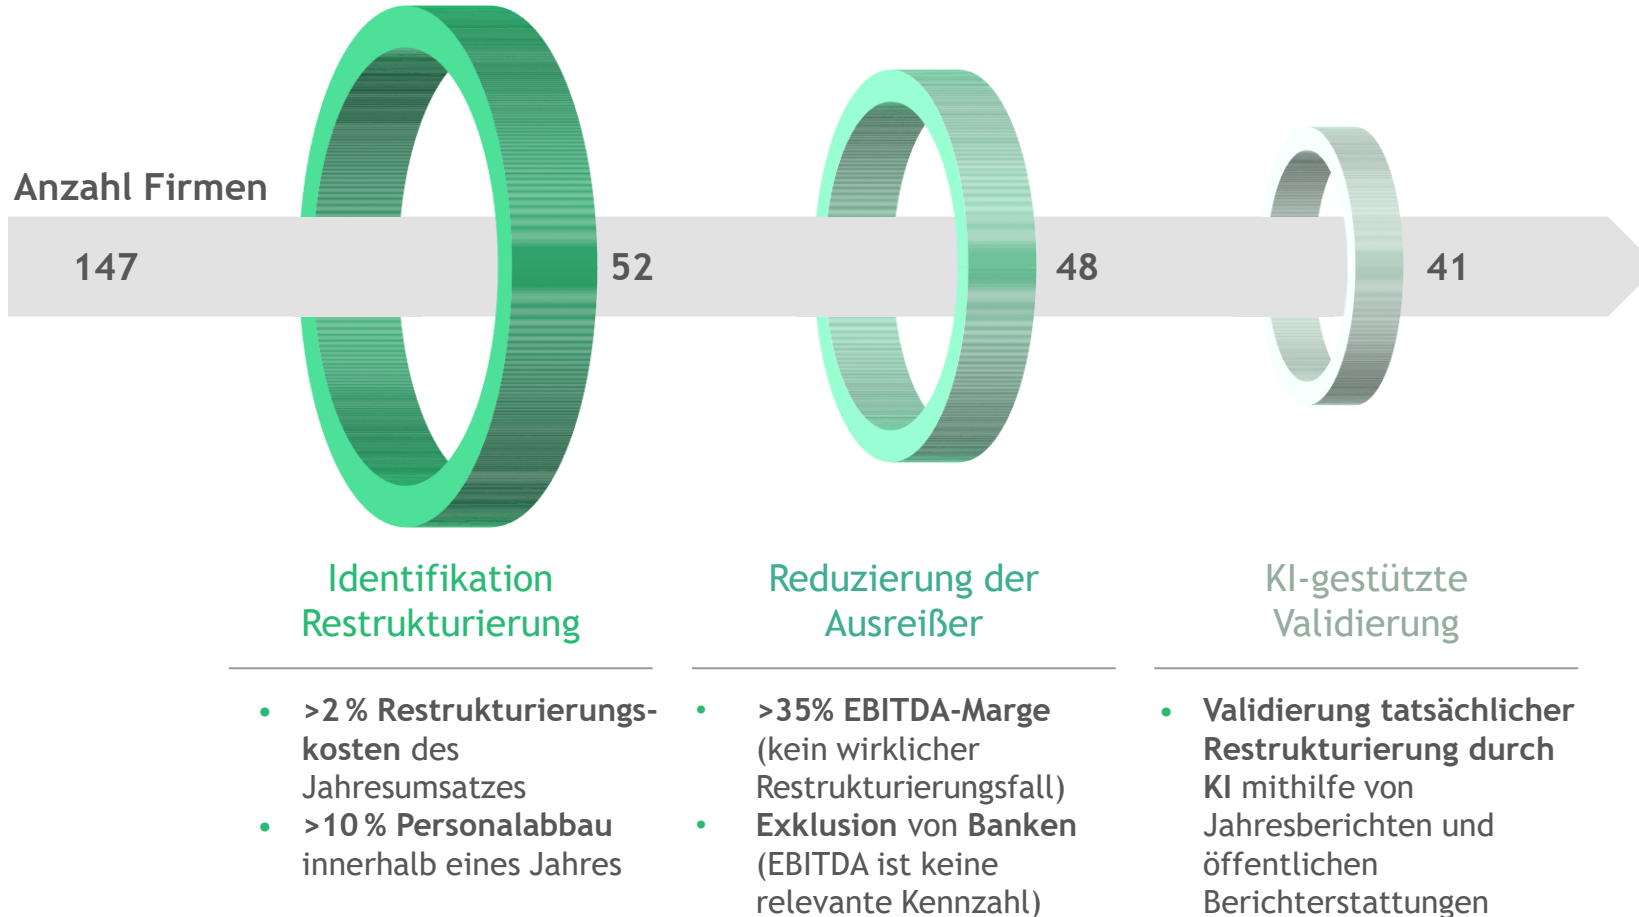 Anzahl Firmen
147
52
48
41
Identifikation
Restrukturierung
• >2 % Restrukturierungs-
kosten des
Jahresumsatzes
• >10 % Personalabbau
innerhalb eines Jahres
Reduzierung der
Ausreißer
• >35% EBITDA-Marge
(kein wirklicher
Restrukturierungsfall)
• Exklusion von Banken
(EBITDA ist keine
relevante Kennzahl)
KI-gestützte
Validierung
• Validierung tatsächlicher
Restrukturierung durch
KI mithilfe von
Jahresberichten und
öffentlichen
Berichterstattungen